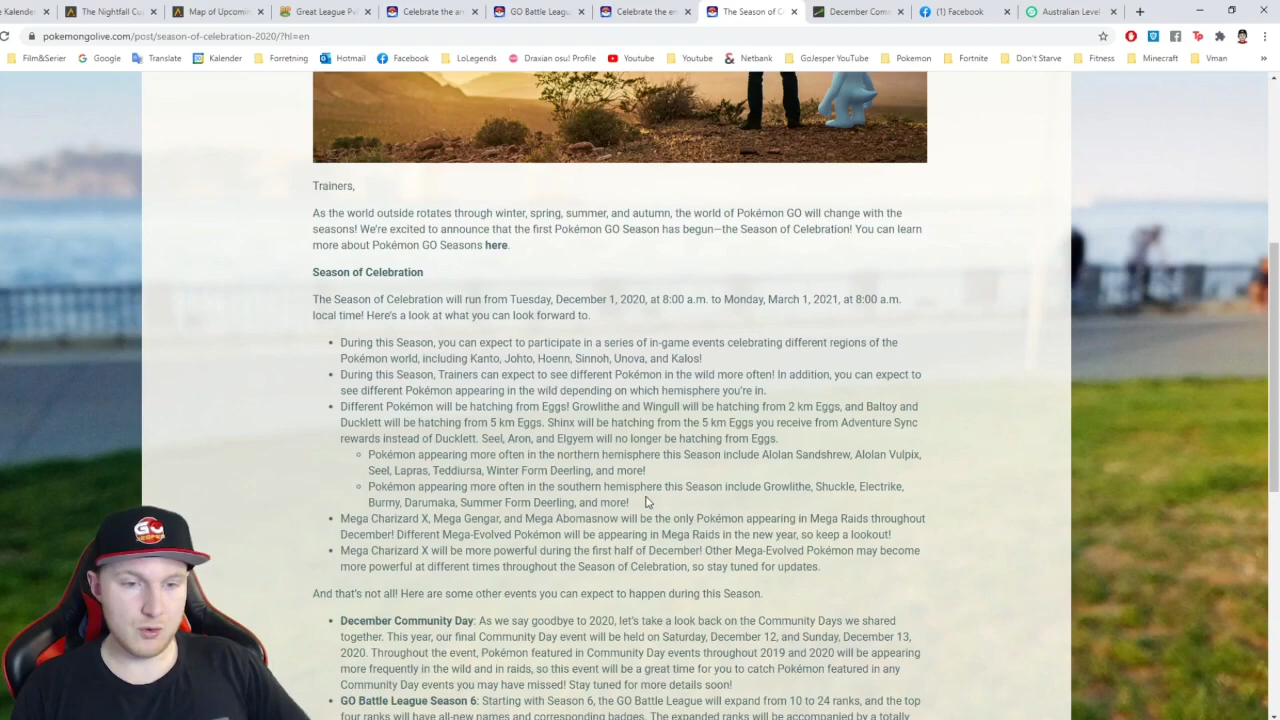 Kalender
The Nightfall Cu
Map of Upcomin
Great League Pv
Celebrate the an
GO Battle Leagu
Celebrate the en
The Season of C
December Comm
(1) Facebook
Australian Level
pokemongolive.com/post/season-of-celebration-2020/?hl=en
Film&Serier
Google
Translate
Kalender
Forretning
Hotmail
Facebook
LoLegends
Draxian osu! Profile
Youtube
Youtube
Netbank
GoJesper YouTube
Pokemon
Fortnite
Don't Starve
Fitness
Minecraft
Vman
»
Trainers,
As the world outside rotates through winter, spring, summer, and autumn, the world of Pokémon GO will change with the
seasons! We're excited to announce that the first Pokémon GO Season has begun—the Season of Celebration! You can learn
more about Pokémon GO Seasons here.
Season of Celebration
The Season of Celebration will run from Tuesday, December 1, 2020, at 8:00 a.m. to Monday, March 1, 2021, at 8:00 a.m.
local time! Here's a look at what you can look forward to.
• During this Season, you can expect to participate in a series of in-game events celebrating different regions of the
Pokémon world, including Kanto, Johto, Hoenn, Sinnoh, Unova, and Kalos!
• During this Season, Trainers can expect to see different Pokémon in the wild more often! In addition, you can expect to
see different Pokémon appearing in the wild depending on which hemisphere you're in.
• Different Pokémon will be hatching from Eggs! Growlithe and Wingull will be hatching from 2 km Eggs, and Baltoy and
Ducklett will be hatching from 5 km Eggs. Shinx will be hatching from the 5 km Eggs you receive from Adventure Sync
rewards instead of Ducklett. Seel, Aron, and Elgyem will no longer be hatching from Eggs.
◦ Pokémon appearing more often in the northern hemisphere this Season include Alolan Sandshrew, Alolan Vulpix,
Seel, Lapras, Teddiursa, Winter Form Deerling, and more!
◦ Pokémon appearing more often in the southern hemisphere this Season include Growlithe, Shuckle, Electrike,
Burmy, Darumaka, Summer Form Deerling, and more!
• Mega Charizard X, Mega Gengar, and Mega Abomasnow will be the only Pokémon appearing in Mega Raids throughout
December! Different Mega-Evolved Pokémon will be appearing in Mega Raids in the new year, so keep a lookout!
• Mega Charizard X will be more powerful during the first half of December! Other Mega-Evolved Pokémon may become
more powerful at different times throughout the Season of Celebration, so stay tuned for updates.
And that's not all! Here are some other events you can expect to happen during this Season.
• December Community Day: As we say goodbye to 2020, let's take a look back on the Community Days we shared
together. This year, our final Community Day event will be held on Saturday, December 12, and Sunday, December 13,
2020. Throughout the event, Pokémon featured in Community Day events throughout 2019 and 2020 will be appearing
more frequently in the wild and in raids, so this event will be a great time for you to catch Pokémon featured in any
Community Day events you may have missed! Stay tuned for more details soon!
• GO Battle League Season 6: Starting with Season 6, the GO Battle League will expand from 10 to 24 ranks, and the top
four ranks will have all-new names and corresponding badges. The expanded ranks will be accompanied by a totally
GO